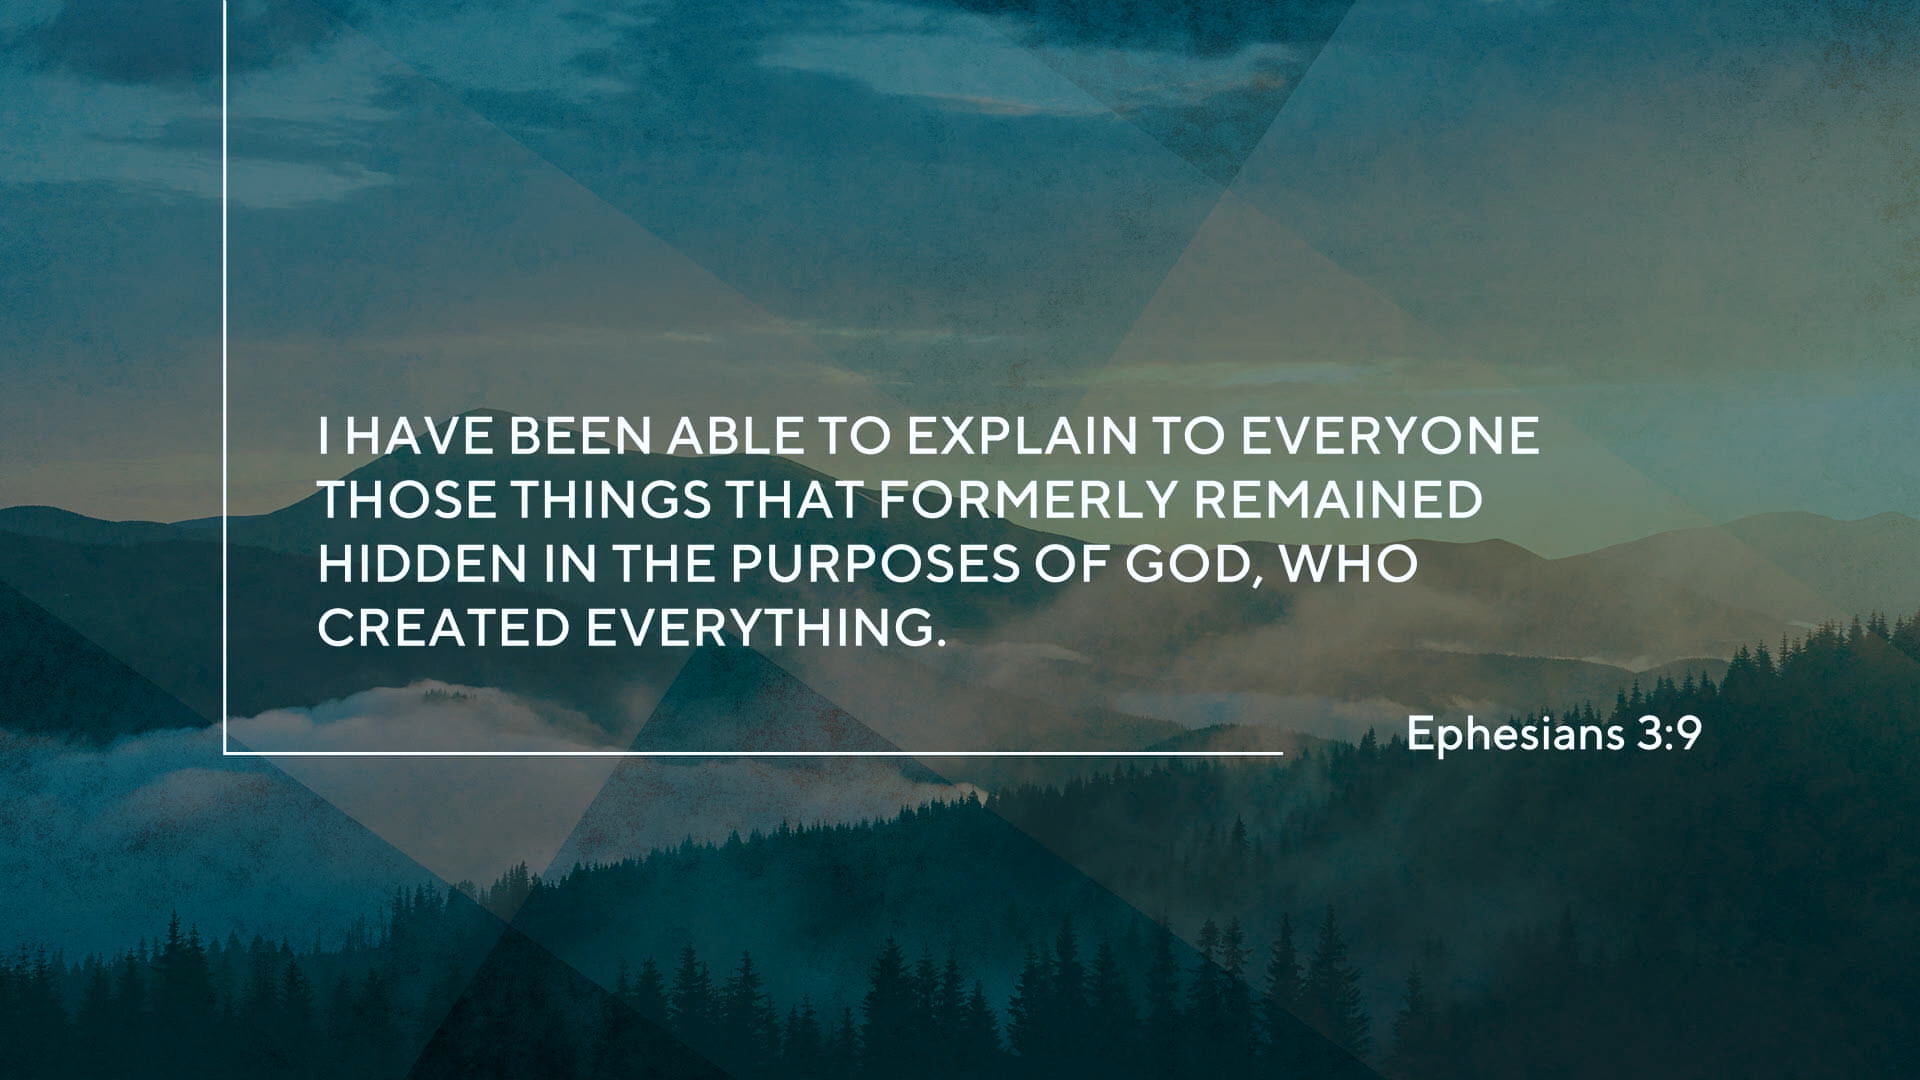 I HAVE BEEN ABLE TO EXPLAIN TO EVERYONE
THOSE THINGS THAT FORMERLY REMAINED
HIDDEN IN THE PURPOSES OF GOD, WHO
CREATED EVERYTHING.
Ephesians 3:9